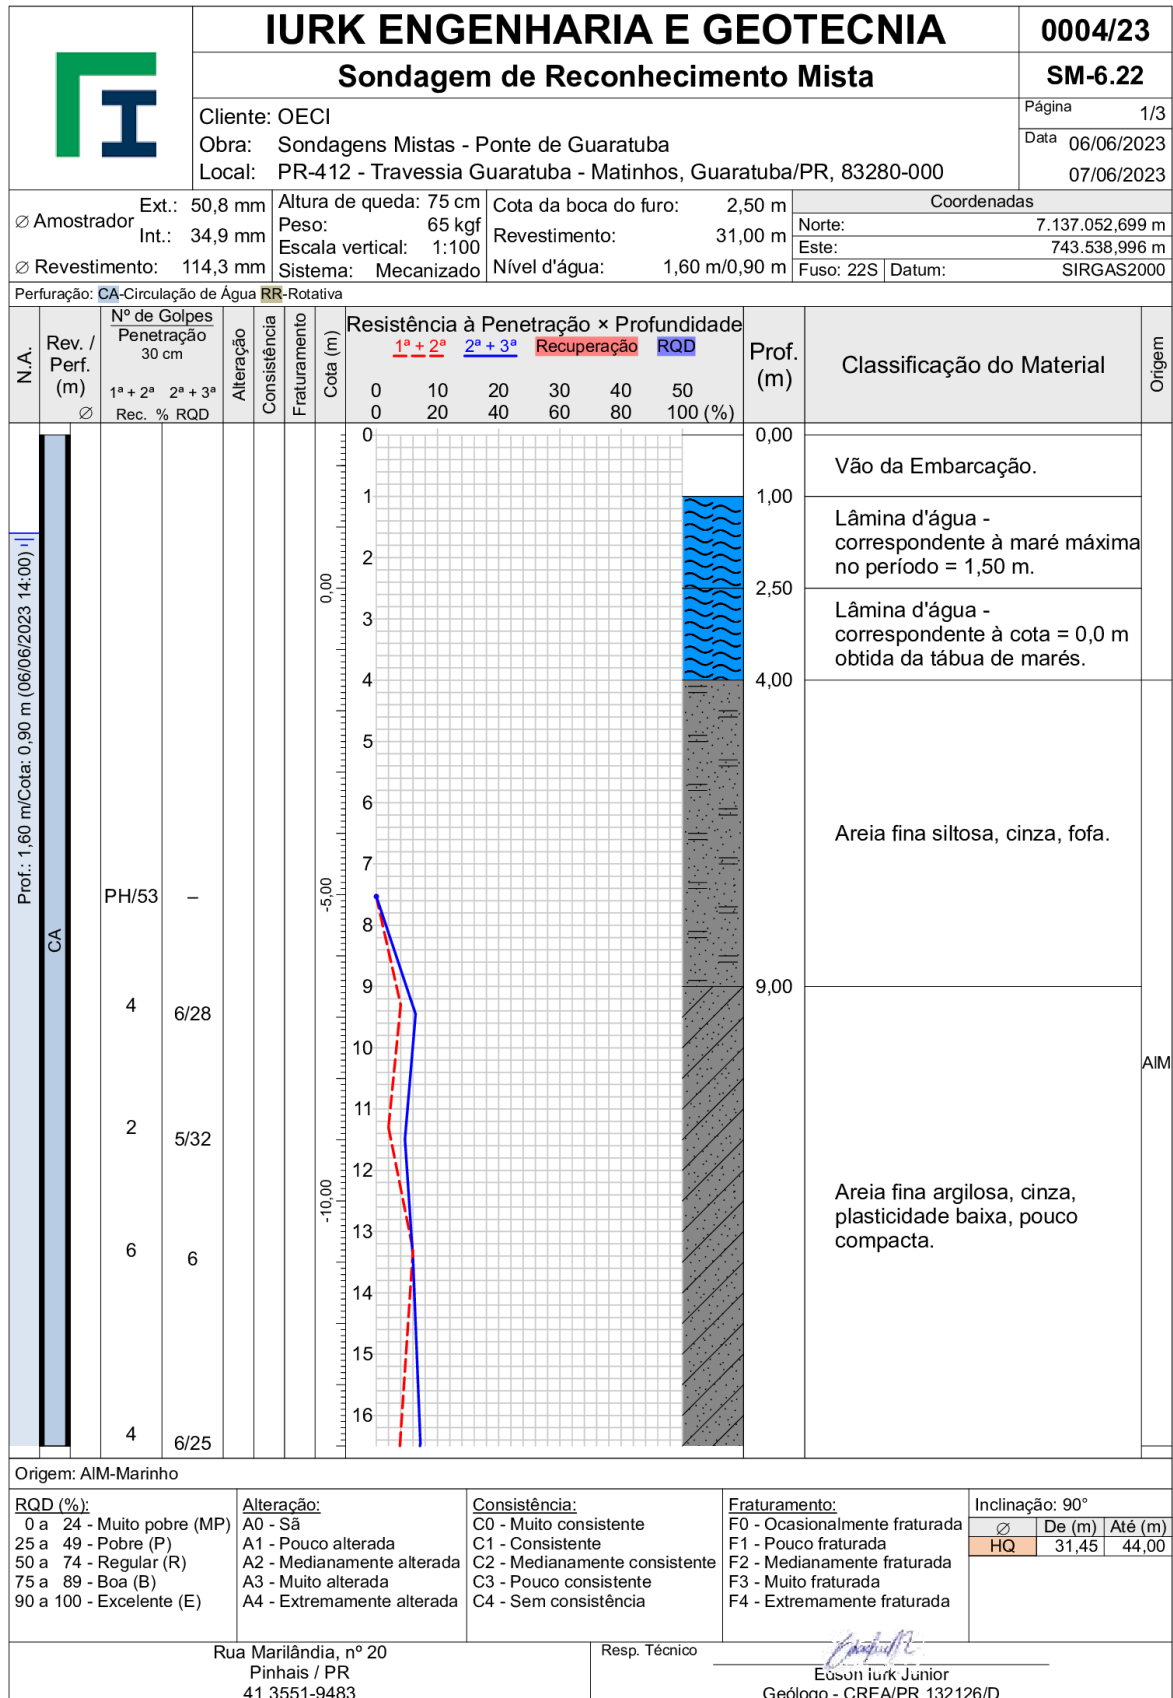 IURK ENGENHARIA E GEOTECNIA
0004/23
Sondagem de Reconhecimento Mista
SM-6.22
Cliente: OECI
Obra: Sondagens Mistas - Ponte de Guaratuba
Local: PR-412 - Travessia Guaratuba - Matinhos, Guaratuba/PR, 83280-000
Página 1/3
Data 06/06/2023
07/06/2023
∅ Amostrador Ext.: 50,8 mm
Int.: 34,9 mm
∅ Revestimento: 114,3 mm
Altura de queda: 75 cm
Peso: 65 kgf
Escala vertical: 1:100
Sistema: Mecanizado
Cota da boca do furo: 2,50 m
Revestimento: 31,00 m
Nível d'água: 1,60 m/0,90 m
Coordenadas
Norte: 7.137.052,699 m
Este: 743.538,996 m
Fuso: 22S Datum: SIRGAS2000
Perfuração: CA-Circulação de Água RR-Rotativa
N.A.
Rev. /
Perf.
(m)
∅
Nº de Golpes
Penetração
30 cm
1ª + 2ª 2ª + 3ª
Rec. % RQD
Alteração
Consistência
Fraturamento
Cota (m)
Resistência à Penetração × Profundidade
1ª + 2ª 2ª + 3ª Recuperação RQD
0 10 20 30 40 50
0 20 40 60 80 100 (%)
Prof.
(m)
Classificação do Material
Origem
Prof.: 1,60 m/Cota: 0,90 m (06/06/2023 14:00)
CA
PH/53 –
4 6/28
2 5/32
6 6
4 6/25
0,00
-5,00
-10,00
0
1
2
3
4
5
6
7
8
9
10
11
12
13
14
15
16
0,00
Vão da Embarcação.
1,00
Lâmina d'água -
correspondente à maré máxima
no período = 1,50 m.
2,50
Lâmina d'água -
correspondente à cota = 0,0 m
obtida da tábua de marés.
4,00
Areia fina siltosa, cinza, fofa.
9,00
Areia fina argilosa, cinza,
plasticidade baixa, pouco
compacta.
AIM
Origem: AIM-Marinho
RQD (%):
0 a 24 - Muito pobre (MP)
25 a 49 - Pobre (P)
50 a 74 - Regular (R)
75 a 89 - Boa (B)
90 a 100 - Excelente (E)
Alteração:
A0 - Sã
A1 - Pouco alterada
A2 - Medianamente alterada
A3 - Muito alterada
A4 - Extremamente alterada
Consistência:
C0 - Muito consistente
C1 - Consistente
C2 - Medianamente consistente
C3 - Pouco consistente
C4 - Sem consistência
Fraturamento:
F0 - Ocasionalmente fraturada
F1 - Pouco fraturada
F2 - Medianamente fraturada
F3 - Muito fraturada
F4 - Extremamente fraturada
Inclinação: 90°
∅ De (m) Até (m)
HQ 31,45 44,00
Rua Marilândia, nº 20
Pinhais / PR
41 3551-9483
Resp. Técnico
Edson Iurk Junior
Geólogo - CREA/PR 132126/D